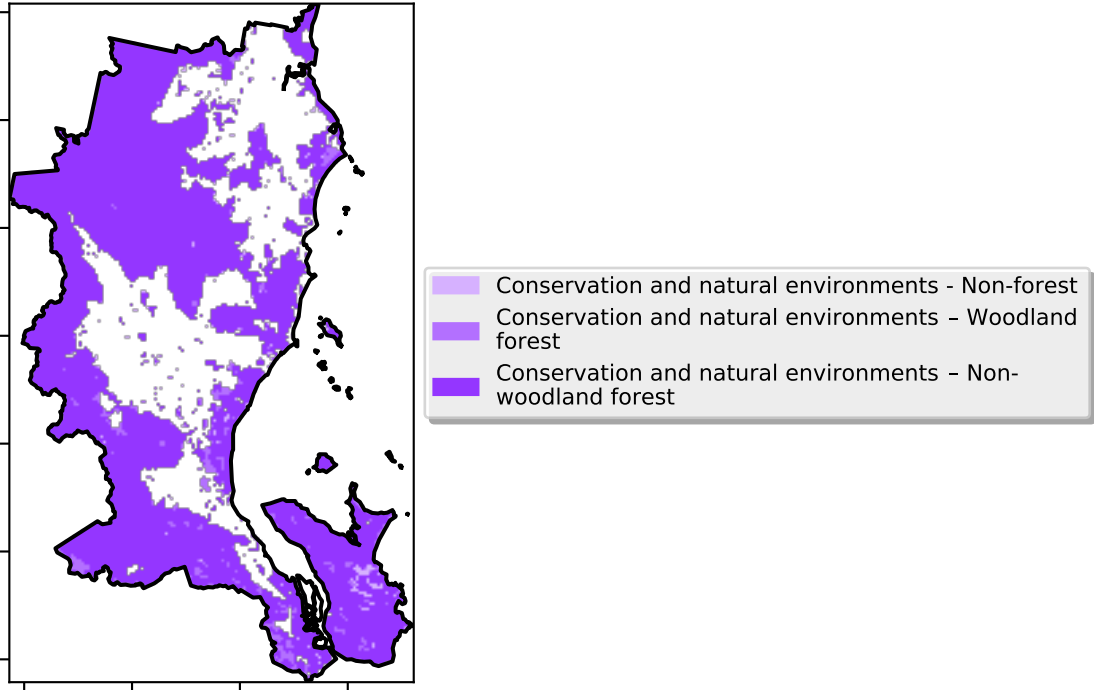 Conservation and natural environments - Non-forest
Conservation and natural environments – Woodland
forest
Conservation and natural environments – Non-
woodland forest